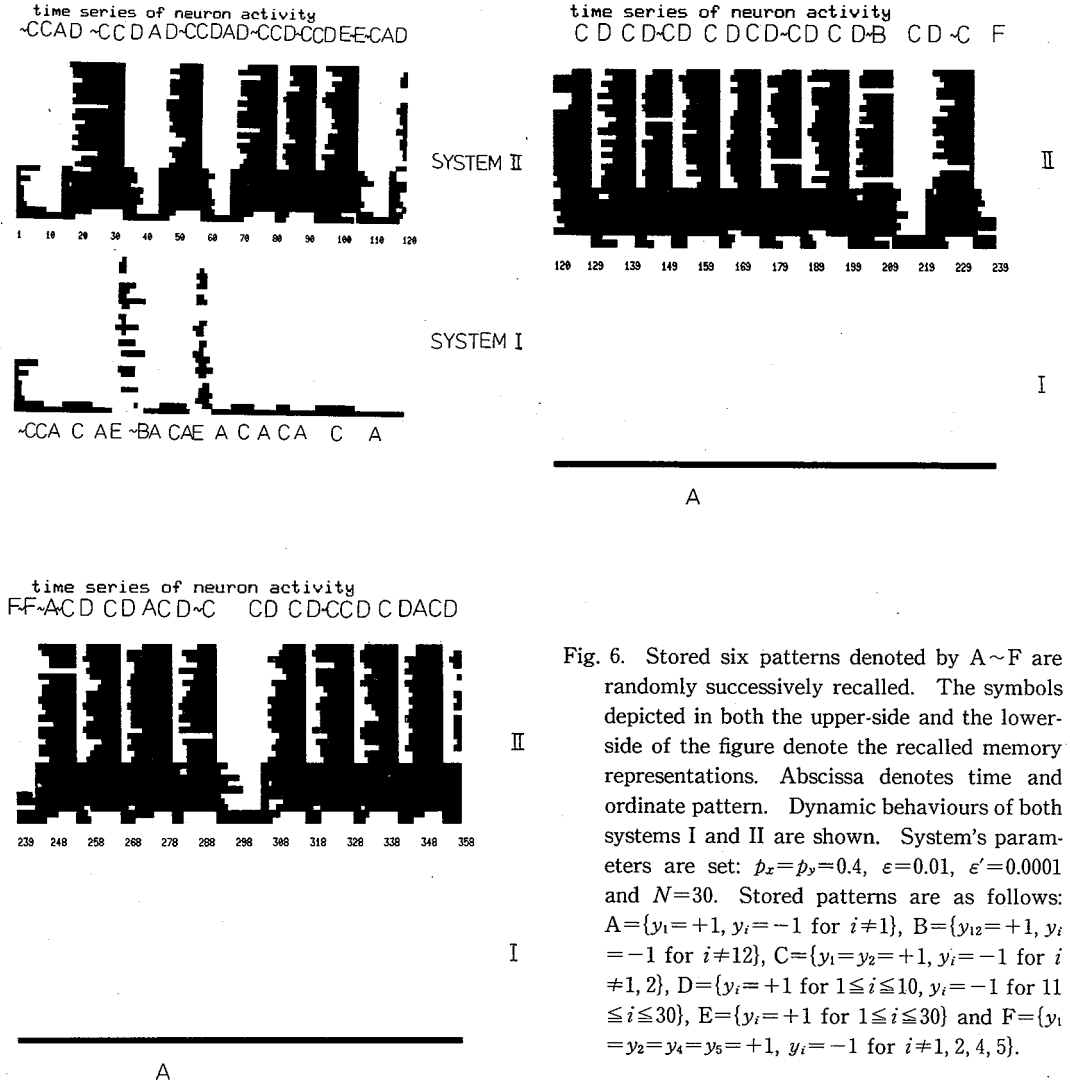 time series of neuron activity
~CCAD ~CC D A D~CCDAD~CCD~CCD E~E~CAD
SYSTEM II
1 10 20 30 40 50 60 70 80 90 100 110 120
SYSTEM I
~CCA C AE ~BA CAE A C A C A C A
time series of neuron activity
C D C D~CD C D CD~CD C D~B C D ~C F
II
120 129 139 149 159 169 179 189 199 209 219 229 239
I
A
time series of neuron activity
F~F~A~C D C D A C D~C C D C D~CC D C DACD
II
239 248 258 268 278 288 298 308 318 328 338 348 358
I
A
Fig. 6. Stored six patterns denoted by A~F are
randomly successively recalled. The symbols
depicted in both the upper-side and the lower-
side of the figure denote the recalled memory
representations. Abscissa denotes time and
ordinate pattern. Dynamic behaviours of both
systems I and II are shown. System's param-
eters are set: pₓ=pᵧ=0.4, ε=0.01, ε′=0.0001
and N=30. Stored patterns are as follows:
A={y₁=+1, yᵢ=−1 for i≠1}, B={y₁₂=+1, yᵢ
=−1 for i≠12}, C={y₁=y₂=+1, yᵢ=−1 for i
≠1, 2}, D={yᵢ=+1 for 1≦i≦10, yᵢ=−1 for 11
≦i≦30}, E={yᵢ=+1 for 1≦i≦30} and F={y₁
=y₂=y₄=y₅=+1, yᵢ=−1 for i≠1, 2, 4, 5}.